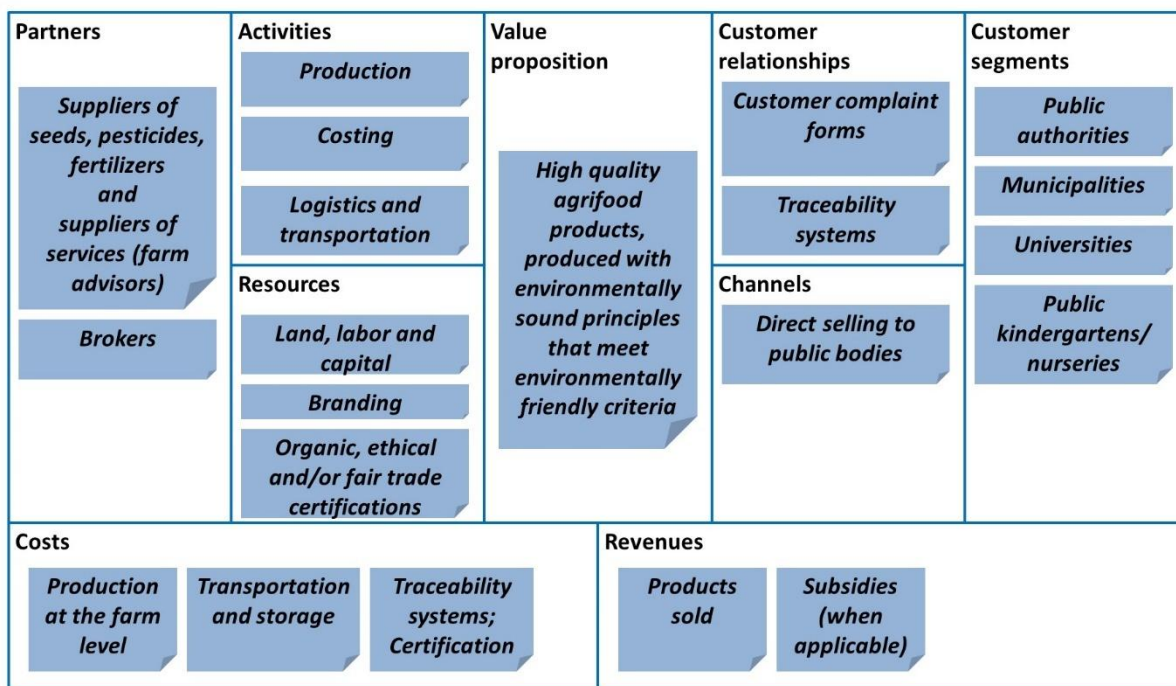 Partners
Suppliers of
seeds, pesticides,
fertilizers
and
suppliers of
services (farm
advisors)
Brokers
Activities
Production
Costing
Logistics and
transportation
Resources
Land, labor and
capital
Branding
Organic, ethical
and/or fair trade
certifications
Value
proposition
High quality
agrifood
products,
produced with
environmentally
sound principles
that meet
environmentally
friendly criteria
Customer
relationships
Customer complaint
forms
Traceability
systems
Channels
Direct selling to
public bodies
Customer
segments
Public
authorities
Municipalities
Universities
Public
kindergartens/
nurseries
Costs
Production
at the farm
level
Transportation
and storage
Traceability
systems;
Certification
Revenues
Products
sold
Subsidies
(when
applicable)